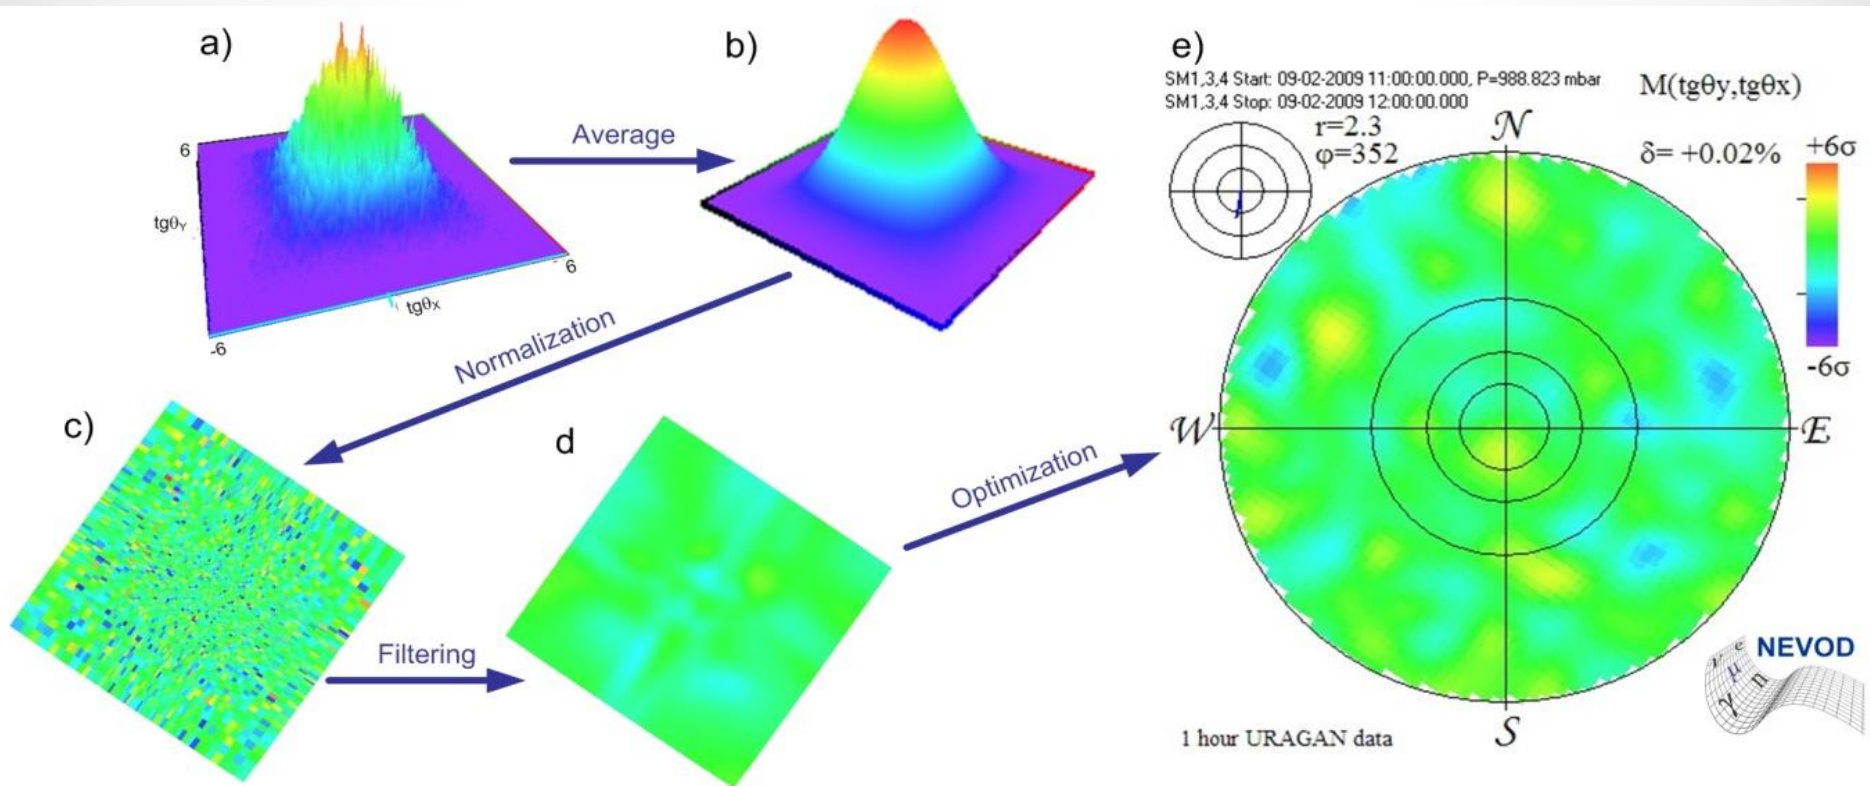 a)
6
tgθY
-6
tgθX
6
Average
b)
Normalization
c)
Filtering
d
Optimization
e)
SM1,3,4 Start: 09-02-2009 11:00:00.000, P=988.823 mbar
SM1,3,4 Stop: 09-02-2009 12:00:00.000
r=2.3
φ=352
M(tgθy,tgθx)
δ= +0.02%
+6σ
-6σ
N
W
E
S
1 hour URAGAN data
NEVOD
ν e
μ n
γ